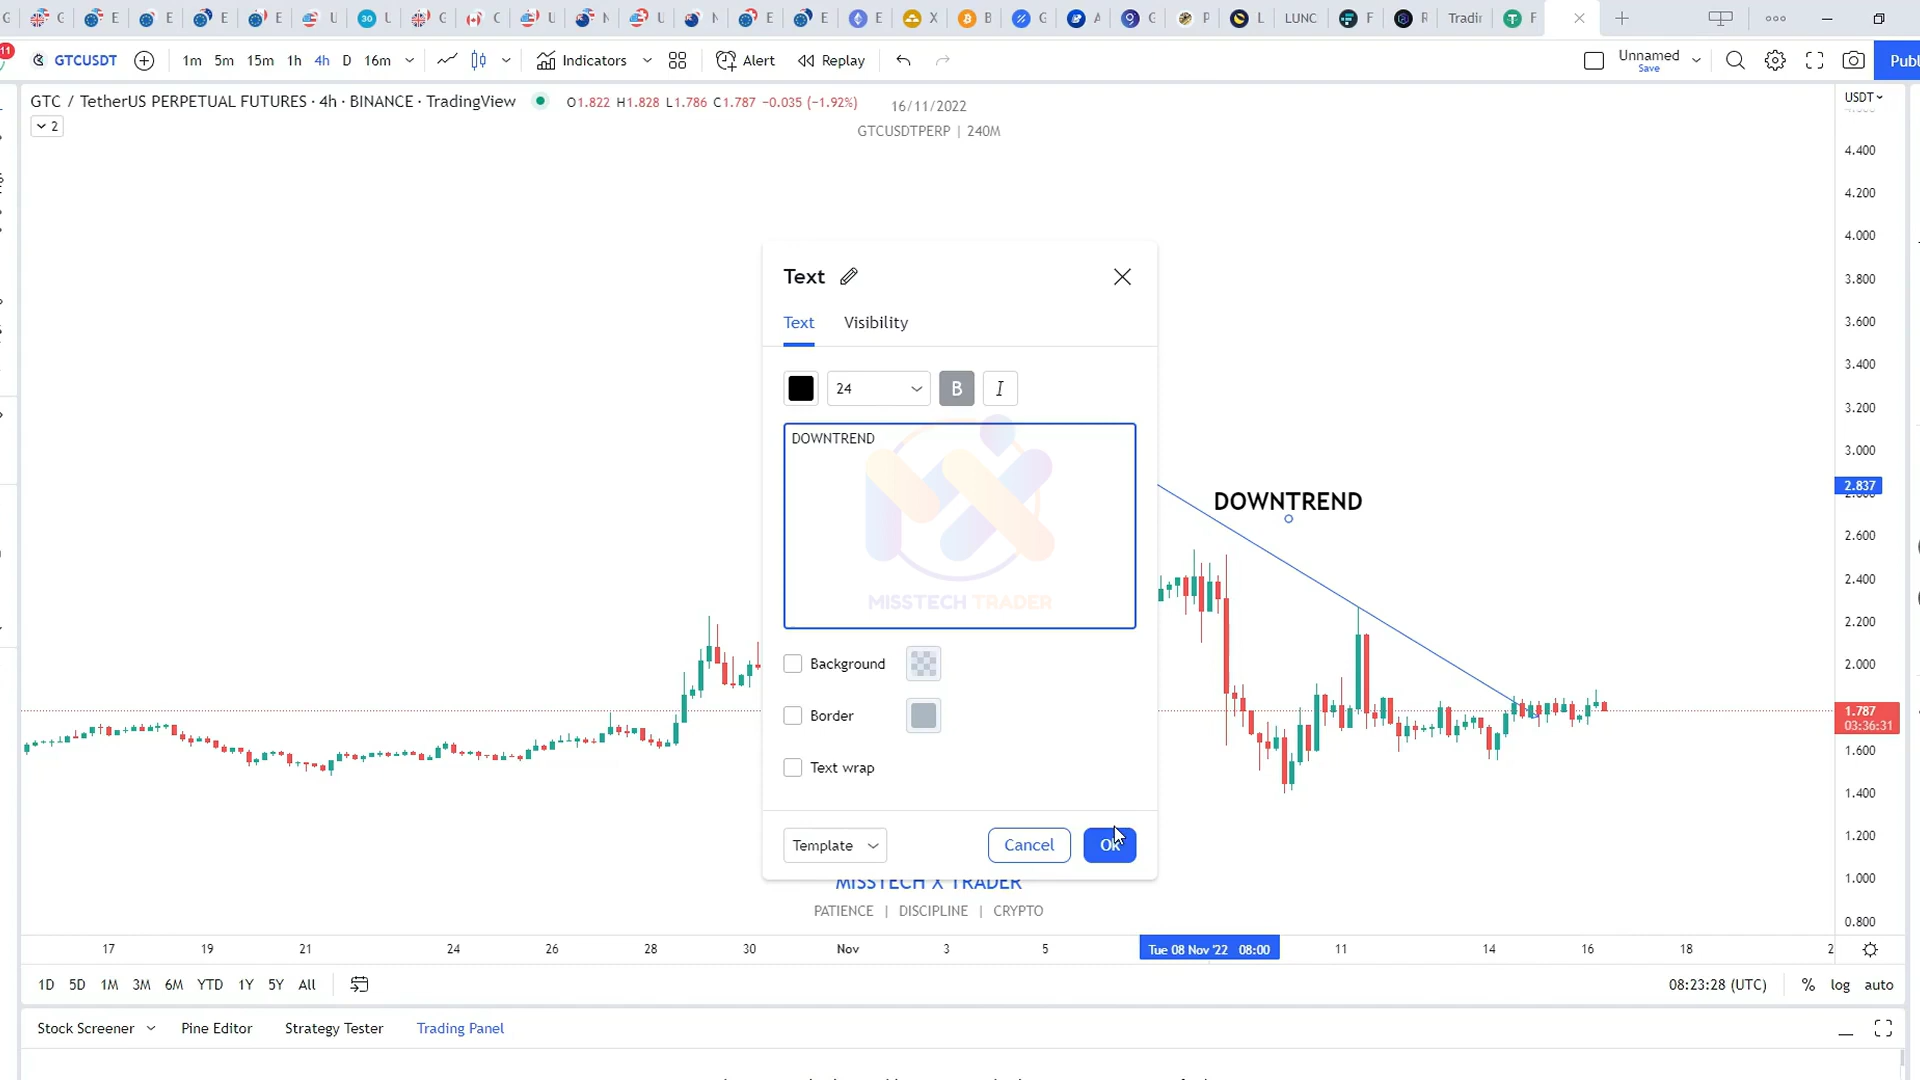 GTCUSDT 1m 5m 15m 1h 4h D 16m Indicators Alert Replay Unnamed
Save
11
30
LUNC
Tradin
GTC / TetherUS PERPETUAL FUTURES · 4h · BINANCE · TradingView O1.822 H1.828 L1.786 C1.787 −0.035 (−1.92%)
2
16/11/2022
GTCUSDTPERP | 240M
USDT
Text
Text Visibility
24 B I
DOWNTREND
MISSTECH TRADER
Background
Border
Text wrap
Template Cancel Ok
DOWNTREND
4.400
4.200
4.000
3.800
3.600
3.400
3.200
3.000
2.837
2.600
2.400
2.200
2.000
1.787
03:36:31
1.600
1.400
1.200
1.000
0.800
MISSTECH X TRADER
PATIENCE | DISCIPLINE | CRYPTO
17 19 21 24 26 28 30 Nov 3 5 Tue 08 Nov '22 08:00 11 14 16 18 2
1D 5D 1M 3M 6M YTD 1Y 5Y All 08:23:28 (UTC) % log auto
Stock Screener Pine Editor Strategy Tester Trading Panel